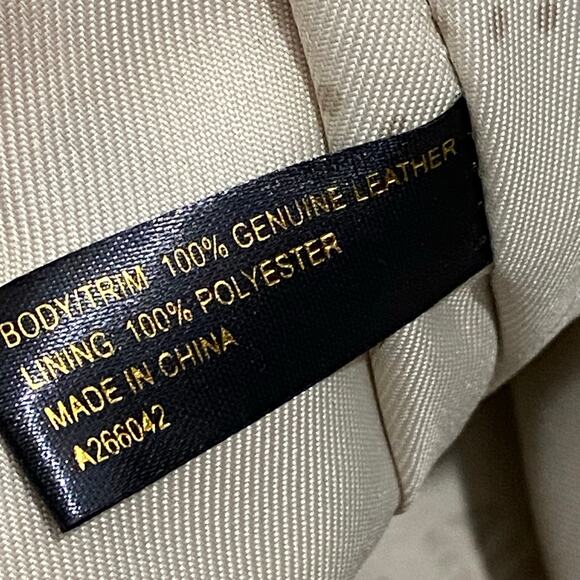 BODY/TRIM 100% GENUINE LEATHER
LINING 100% POLYESTER
MADE IN CHINA
A266042